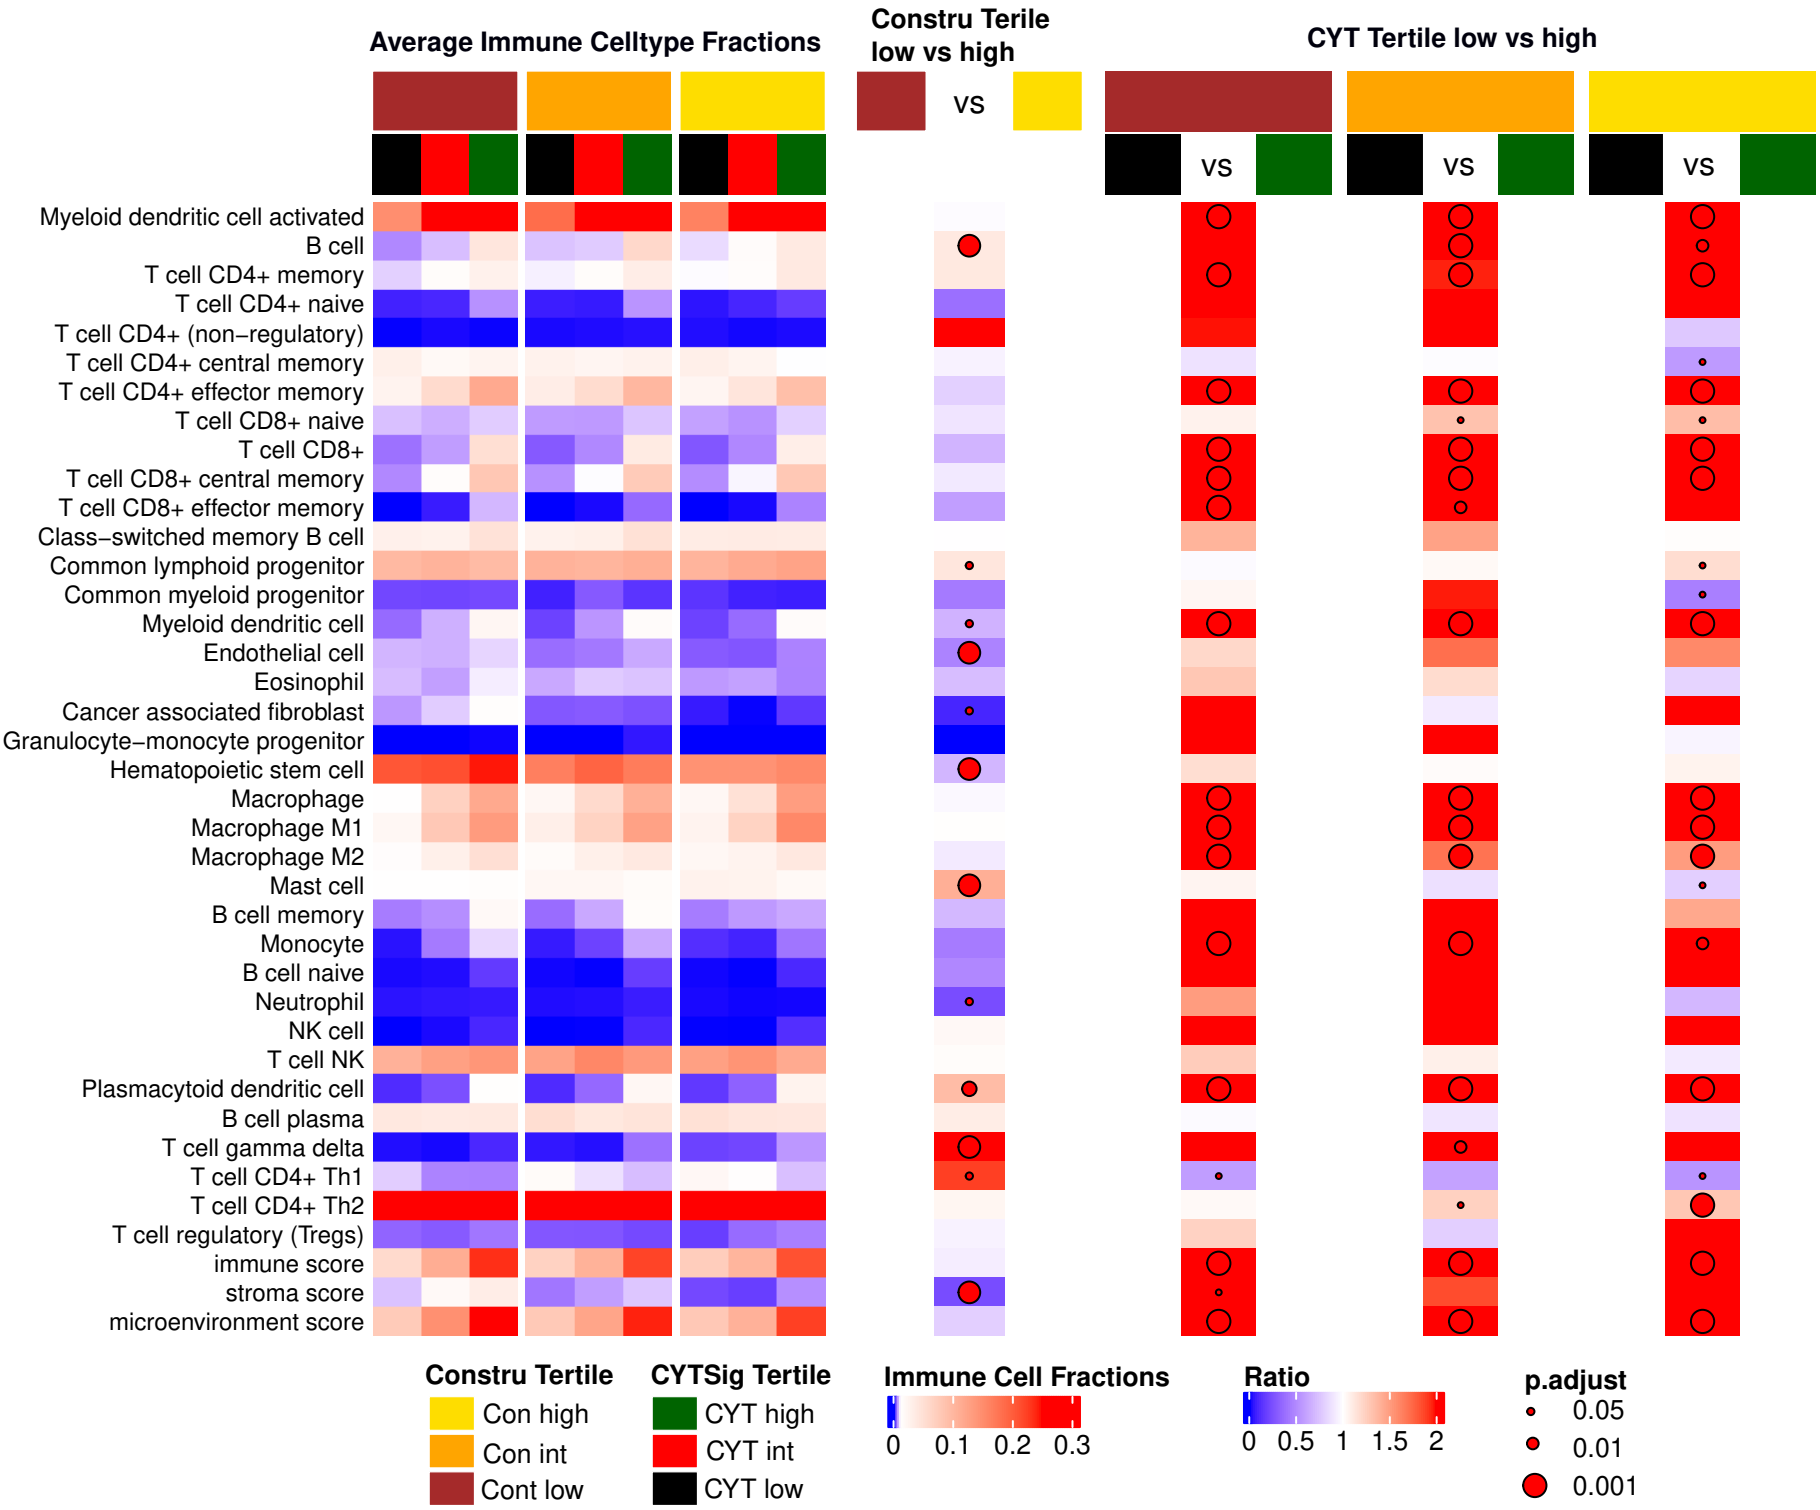 Constru Terile
low vs high
Average Immune Celltype Fractions
CYT Tertile low vs high
vs
vs
vs
vs
Myeloid dendritic cell activated
B cell
T cell CD4+ memory
T cell CD4+ naive
T cell CD4+ (non−regulatory)
T cell CD4+ central memory
T cell CD4+ effector memory
T cell CD8+ naive
T cell CD8+
T cell CD8+ central memory
T cell CD8+ effector memory
Class−switched memory B cell
Common lymphoid progenitor
Common myeloid progenitor
Myeloid dendritic cell
Endothelial cell
Eosinophil
Cancer associated fibroblast
Granulocyte−monocyte progenitor
Hematopoietic stem cell
Macrophage
Macrophage M1
Macrophage M2
Mast cell
B cell memory
Monocyte
B cell naive
Neutrophil
NK cell
T cell NK
Plasmacytoid dendritic cell
B cell plasma
T cell gamma delta
T cell CD4+ Th1
T cell CD4+ Th2
T cell regulatory (Tregs)
immune score
stroma score
microenvironment score
Constru Tertile
Con high
Con int
Cont low
CYTSig Tertile
CYT high
CYT int
CYT low
Immune Cell Fractions
0 0.1 0.2 0.3
Ratio
0 0.5 1 1.5 2
p.adjust
0.05
0.01
0.001